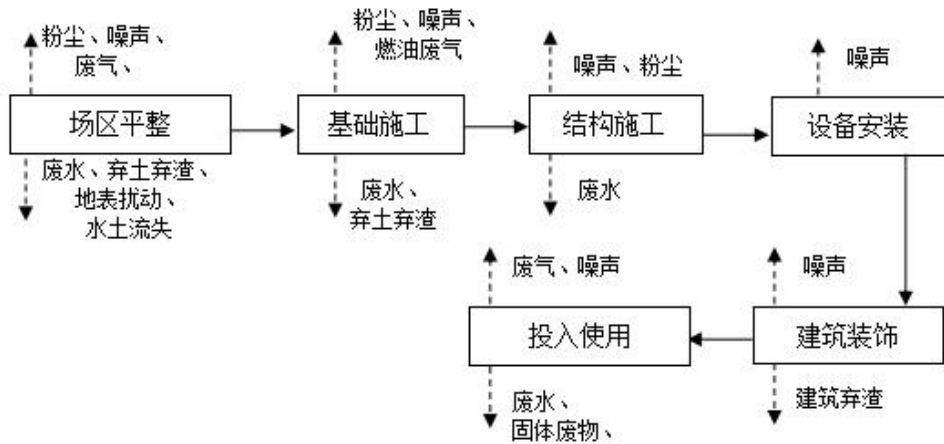 粉尘、噪声、
废气、
粉尘、噪声、
燃油废气
噪声、粉尘
噪声
场区平整
基础施工
结构施工
设备安装
废水、弃土弃渣、
地表扰动、
水土流失
废水、
弃土弃渣
废水
废气、噪声
噪声
投入使用
建筑装饰
废水、
固体废物、
建筑弃渣